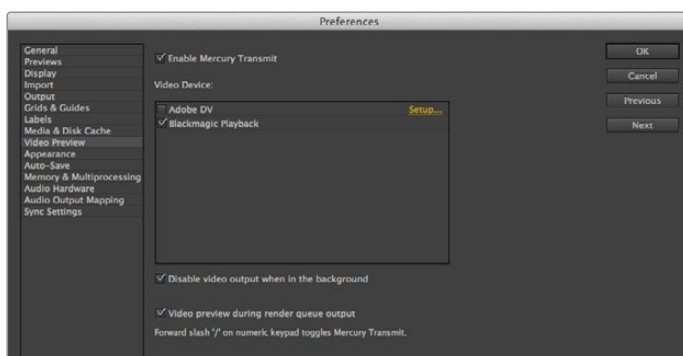 Preferences
General
Previews
Display
Import
Output
Grids & Guides
Labels
Media & Disk Cache
Video Preview
Appearance
Auto-Save
Memory & Multiprocessing
Audio Hardware
Audio Output Mapping
Sync Settings
Enable Mercury Transmit
Video Device:
Adobe DV Setup...
Blackmagic Playback
Disable video output when in the background
Video preview during render queue output
Forward slash '/' on numeric keypad toggles Mercury Transmit.
OK
Cancel
Previous
Next